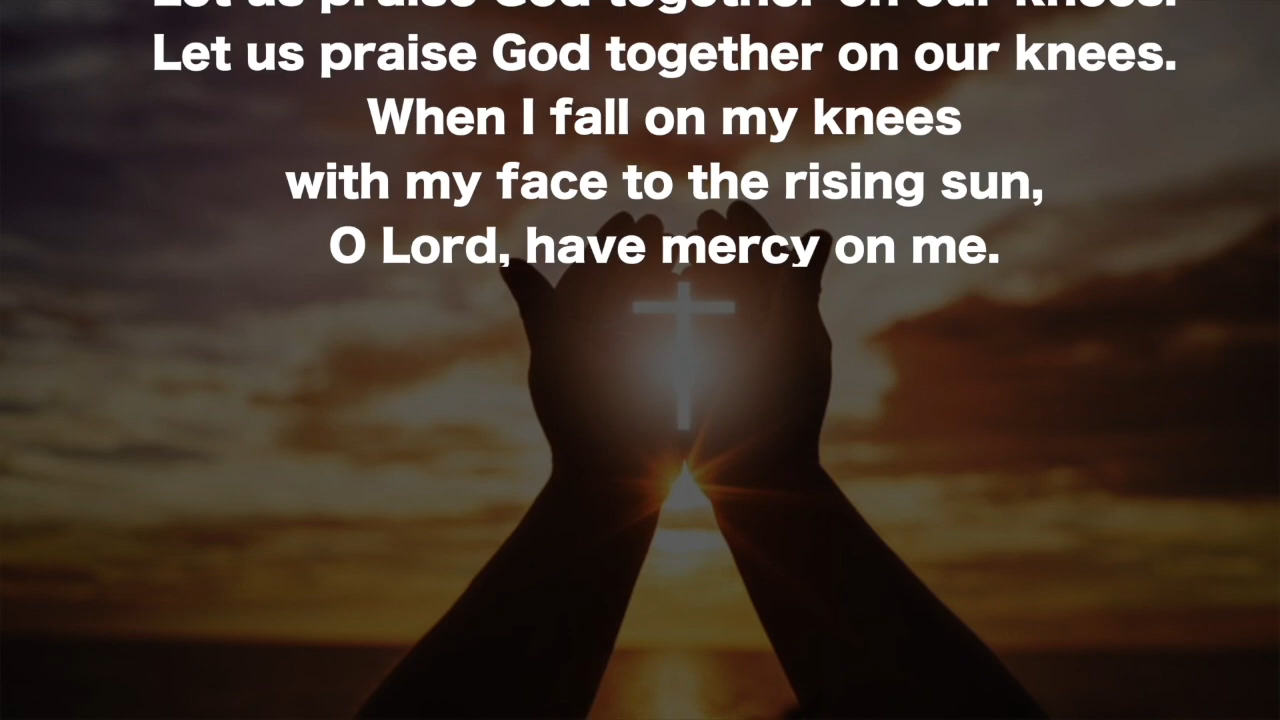 Let us praise God together on our knees.
Let us praise God together on our knees.
When I fall on my knees
with my face to the rising sun,
O Lord, have mercy on me.